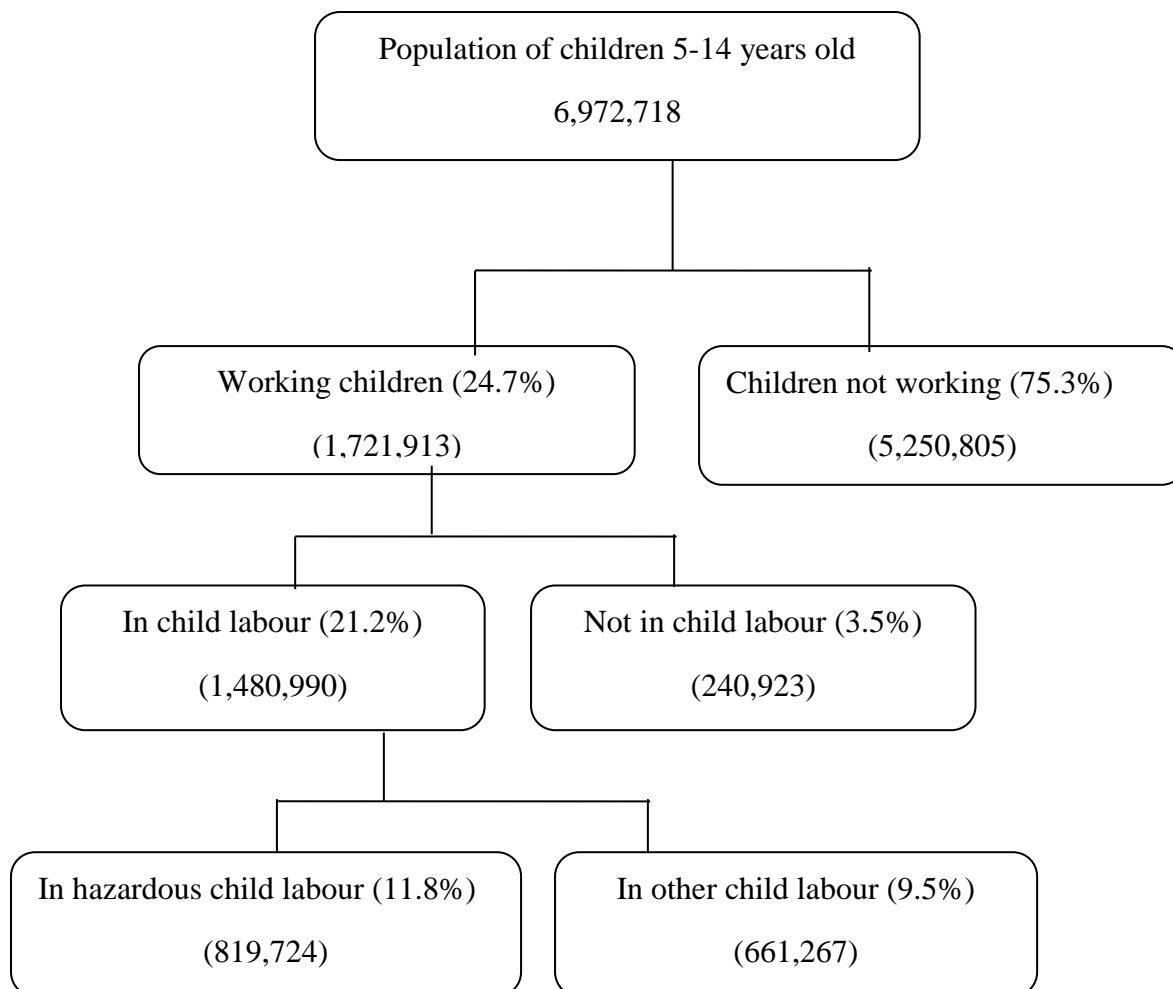 Population of children 5-14 years old
6,972,718
Working children (24.7%)
(1,721,913)
Children not working (75.3%)
(5,250,805)
In child labour (21.2%)
(1,480,990)
Not in child labour (3.5%)
(240,923)
In hazardous child labour (11.8%)
(819,724)
In other child labour (9.5%)
(661,267)